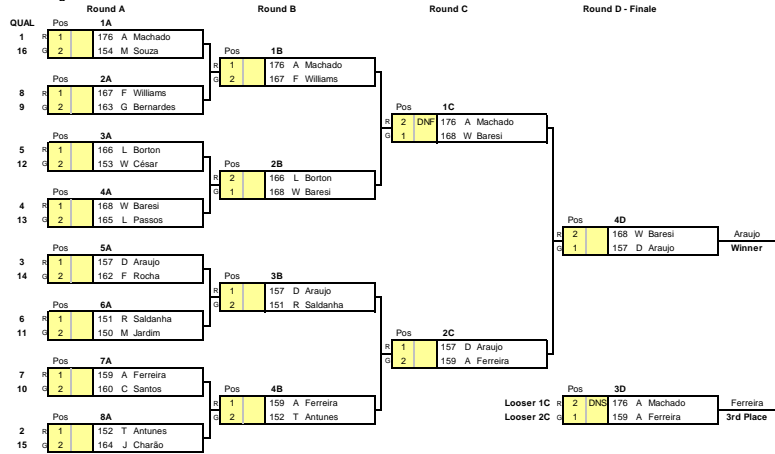 Round A Round B Round C Round D - Finale
QUAL Pos 1A
1 R 1 176 A Machado
16 G 2 154 M Souza
Pos 1B
R 1 176 A Machado
G 2 167 F Williams
Pos 2A
8 R 1 167 F Williams
9 G 2 163 G Bernardes
Pos 1C
R 2 DNF 176 A Machado
G 1 168 W Baresi
Pos 3A
5 R 1 166 L Borton
12 G 2 153 W César
Pos 2B
R 2 166 L Borton
G 1 168 W Baresi
Pos 4A
4 R 1 168 W Baresi
13 G 2 165 L Passos
Pos 4D
R 2 168 W Baresi Araujo
G 1 157 D Araujo Winner
Pos 5A
3 R 1 157 D Araujo
14 G 2 162 F Rocha
Pos 3B
R 1 157 D Araujo
G 2 151 R Saldanha
Pos 6A
6 R 1 151 R Saldanha
11 G 2 150 M Jardim
Pos 2C
R 1 157 D Araujo
G 2 159 A Ferreira
Pos 7A
7 R 1 159 A Ferreira
10 G 2 160 C Santos
Pos 4B
R 1 159 A Ferreira
G 2 152 T Antunes
Pos 3D
Looser 1C R 2 DNS 176 A Machado Ferreira
Looser 2C G 1 159 A Ferreira 3rd Place
Pos 8A
2 R 1 152 T Antunes
15 G 2 164 J Charão